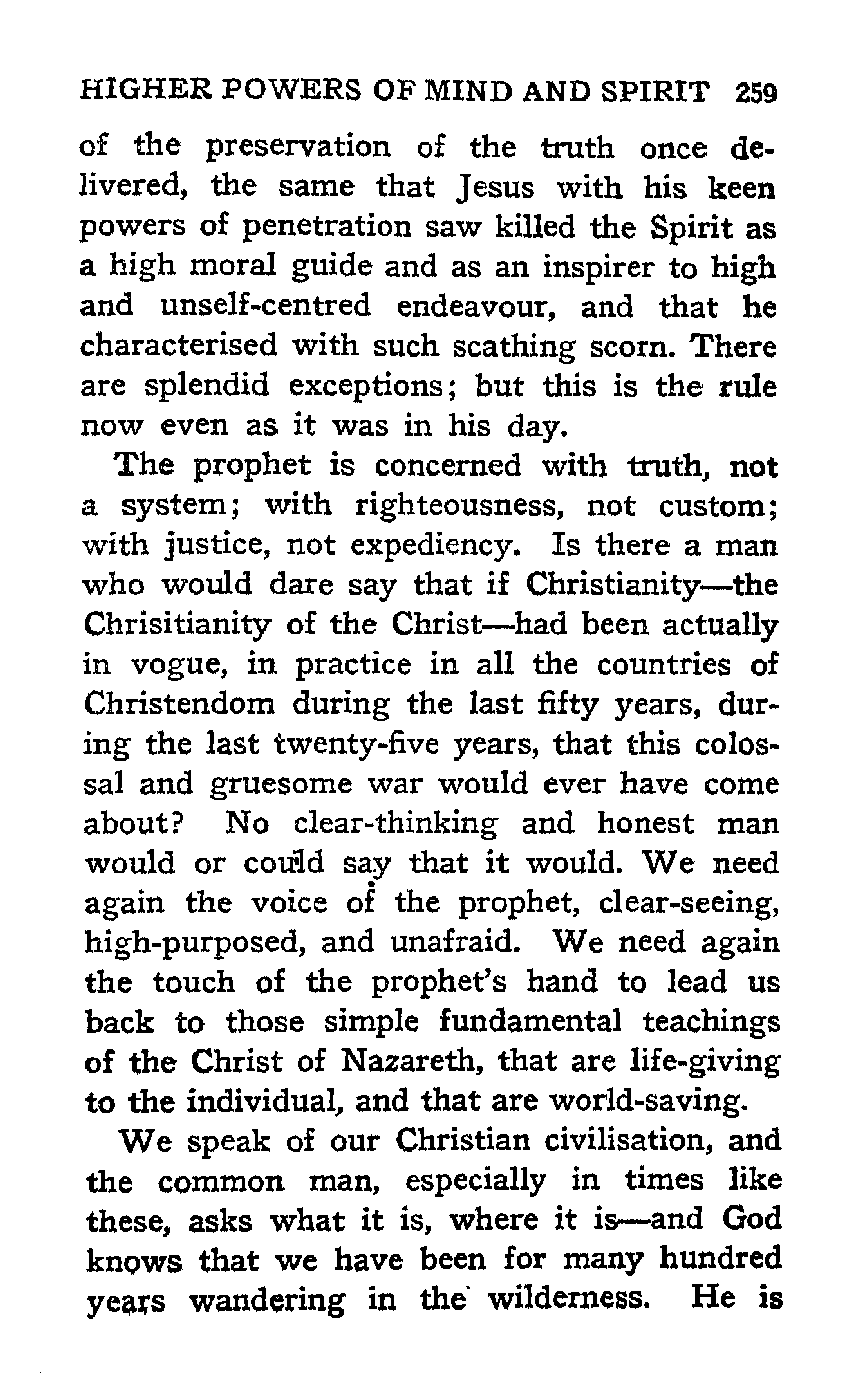 HIGHER POWERS OF MIND AND SPIRIT 259
of the preservation of the truth once de-
livered, the same that Jesus with his keen
powers of penetration saw killed the Spirit as
a high moral guide and as an inspirer to high
and unself-centred endeavour, and that he
characterised with such scathing scorn. There
are splendid exceptions; but this is the rule
now even as it was in his day.
The prophet is concerned with truth, not
a system; with righteousness, not custom;
with justice, not expediency. Is there a man
who would dare say that if Christianity—the
Chrisitianity of the Christ—had been actually
in vogue, in practice in all the countries of
Christendom during the last fifty years, dur-
ing the last twenty-five years, that this colos-
sal and gruesome war would ever have come
about? No clear-thinking and honest man
would or could say that it would. We need
again the voice of the prophet, clear-seeing,
high-purposed, and unafraid. We need again
the touch of the prophet's hand to lead us
back to those simple fundamental teachings
of the Christ of Nazareth, that are life-giving
to the individual, and that are world-saving.
We speak of our Christian civilisation, and
the common man, especially in times like
these, asks what it is, where it is—and God
knows that we have been for many hundred
years wandering in the wilderness. He is